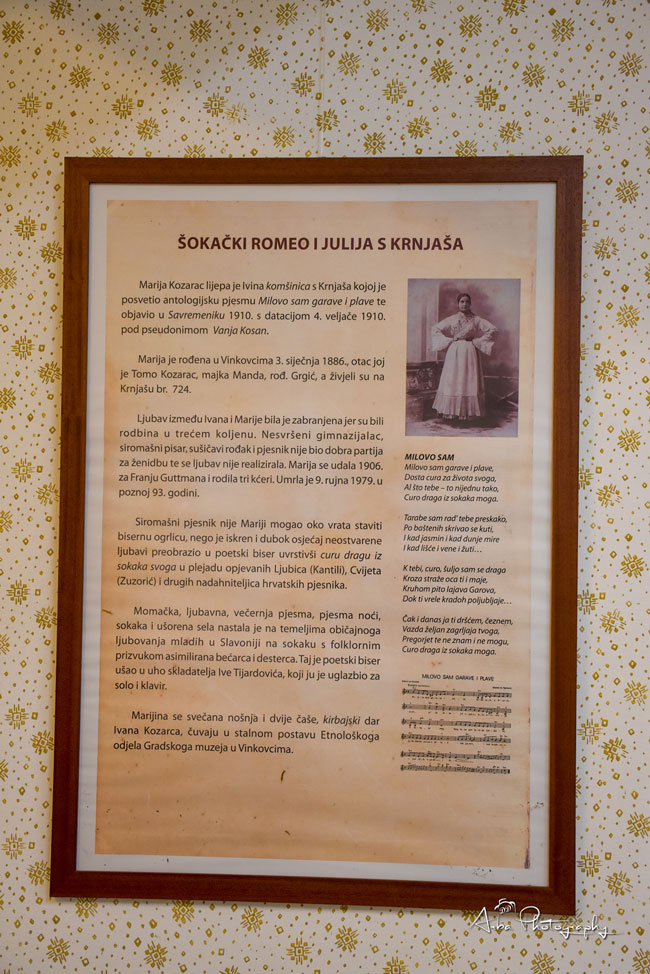 ŠOKAČKI ROMEO I JULIJA S KRNJAŠA
Marija Kozarac lijepa je Ivina komšinica s Krnjaša kojoj je
posvetio antologijsku pjesmu Milovo sam garave i plave te
objavio u Savremeniku 1910. s datacijom 4. veljače 1910.
pod pseudonimom Vanja Kosan.
Marija je rođena u Vinkovcima 3. siječnja 1886., otac joj
je Tomo Kozarac, majka Manda, rođ. Grgić, a živjeli su na
Krnjašu br. 724.
Ljubav između Ivana i Marije bila je zabranjena jer su bili
rodbina u trećem koljenu. Nesvršeni gimnazijalac,
siromašni pisar, sušičavi rođak i pjesnik nije bio dobra partija
za ženidbu te se ljubav nije realizirala. Marija se udala 1906.
za Franju Guttmana i rodila tri kćeri. Umrla je 9. rujna 1979. u
poznoj 93. godini.
Siromašni pjesnik nije Mariji mogao oko vrata staviti
bisernu ogrlicu, nego je iskren i dubok osjećaj neostvarene
ljubavi preobrazio u poetski biser uvrstivši curu dragu iz
sokaka svoga u plejadu opjevanih Ljubica (Kantili), Cvijeta
(Zuzorić) i drugih nadahniteljica hrvatskih pjesnika.
Momačka, ljubavna, večernja pjesma, pjesma noći,
sokaka i ušorena sela nastala je na temeljima običajnoga
ljubovanja mladih u Slavoniji na sokaku s folklornim
prizvukom asimilirana bećarca i desterca. Taj je poetski biser
ušao u uho skladatelja Ive Tijardovića, koji ju je uglazbio za
solo i klavir.
Marijina se svečana nošnja i dvije čaše, kirbajski dar
Ivana Kozarca, čuvaju u stalnom postavu Etnološkoga
odjela Gradskoga muzeja u Vinkovcima.
MILOVO SAM
Milovo sam garave i plave,
Dosta cura za života svoga,
Al što tebe – to nijednu tako,
Curo draga iz sokaka moga.
Tarabe sam rad' tebe preskako,
Po baštenih skrivao se kuti,
I kad jasmin i kad dunje mire
I kad lišće i vene i žuti...
K tebi, curo, šuljo sam se draga
Kroza straže oca ti i maje,
Kruhom pito lajava Garova,
Dok ti vrele kradoh poljublje...
Čak i danas ja ti dršćem, čeznem,
Vazda željan zagrljaja tvoga,
Pregorjet te ne znam i ne mogu,
Curo draga iz sokaka moga.
MILOVO SAM GARAVE I PLAVE
Photography